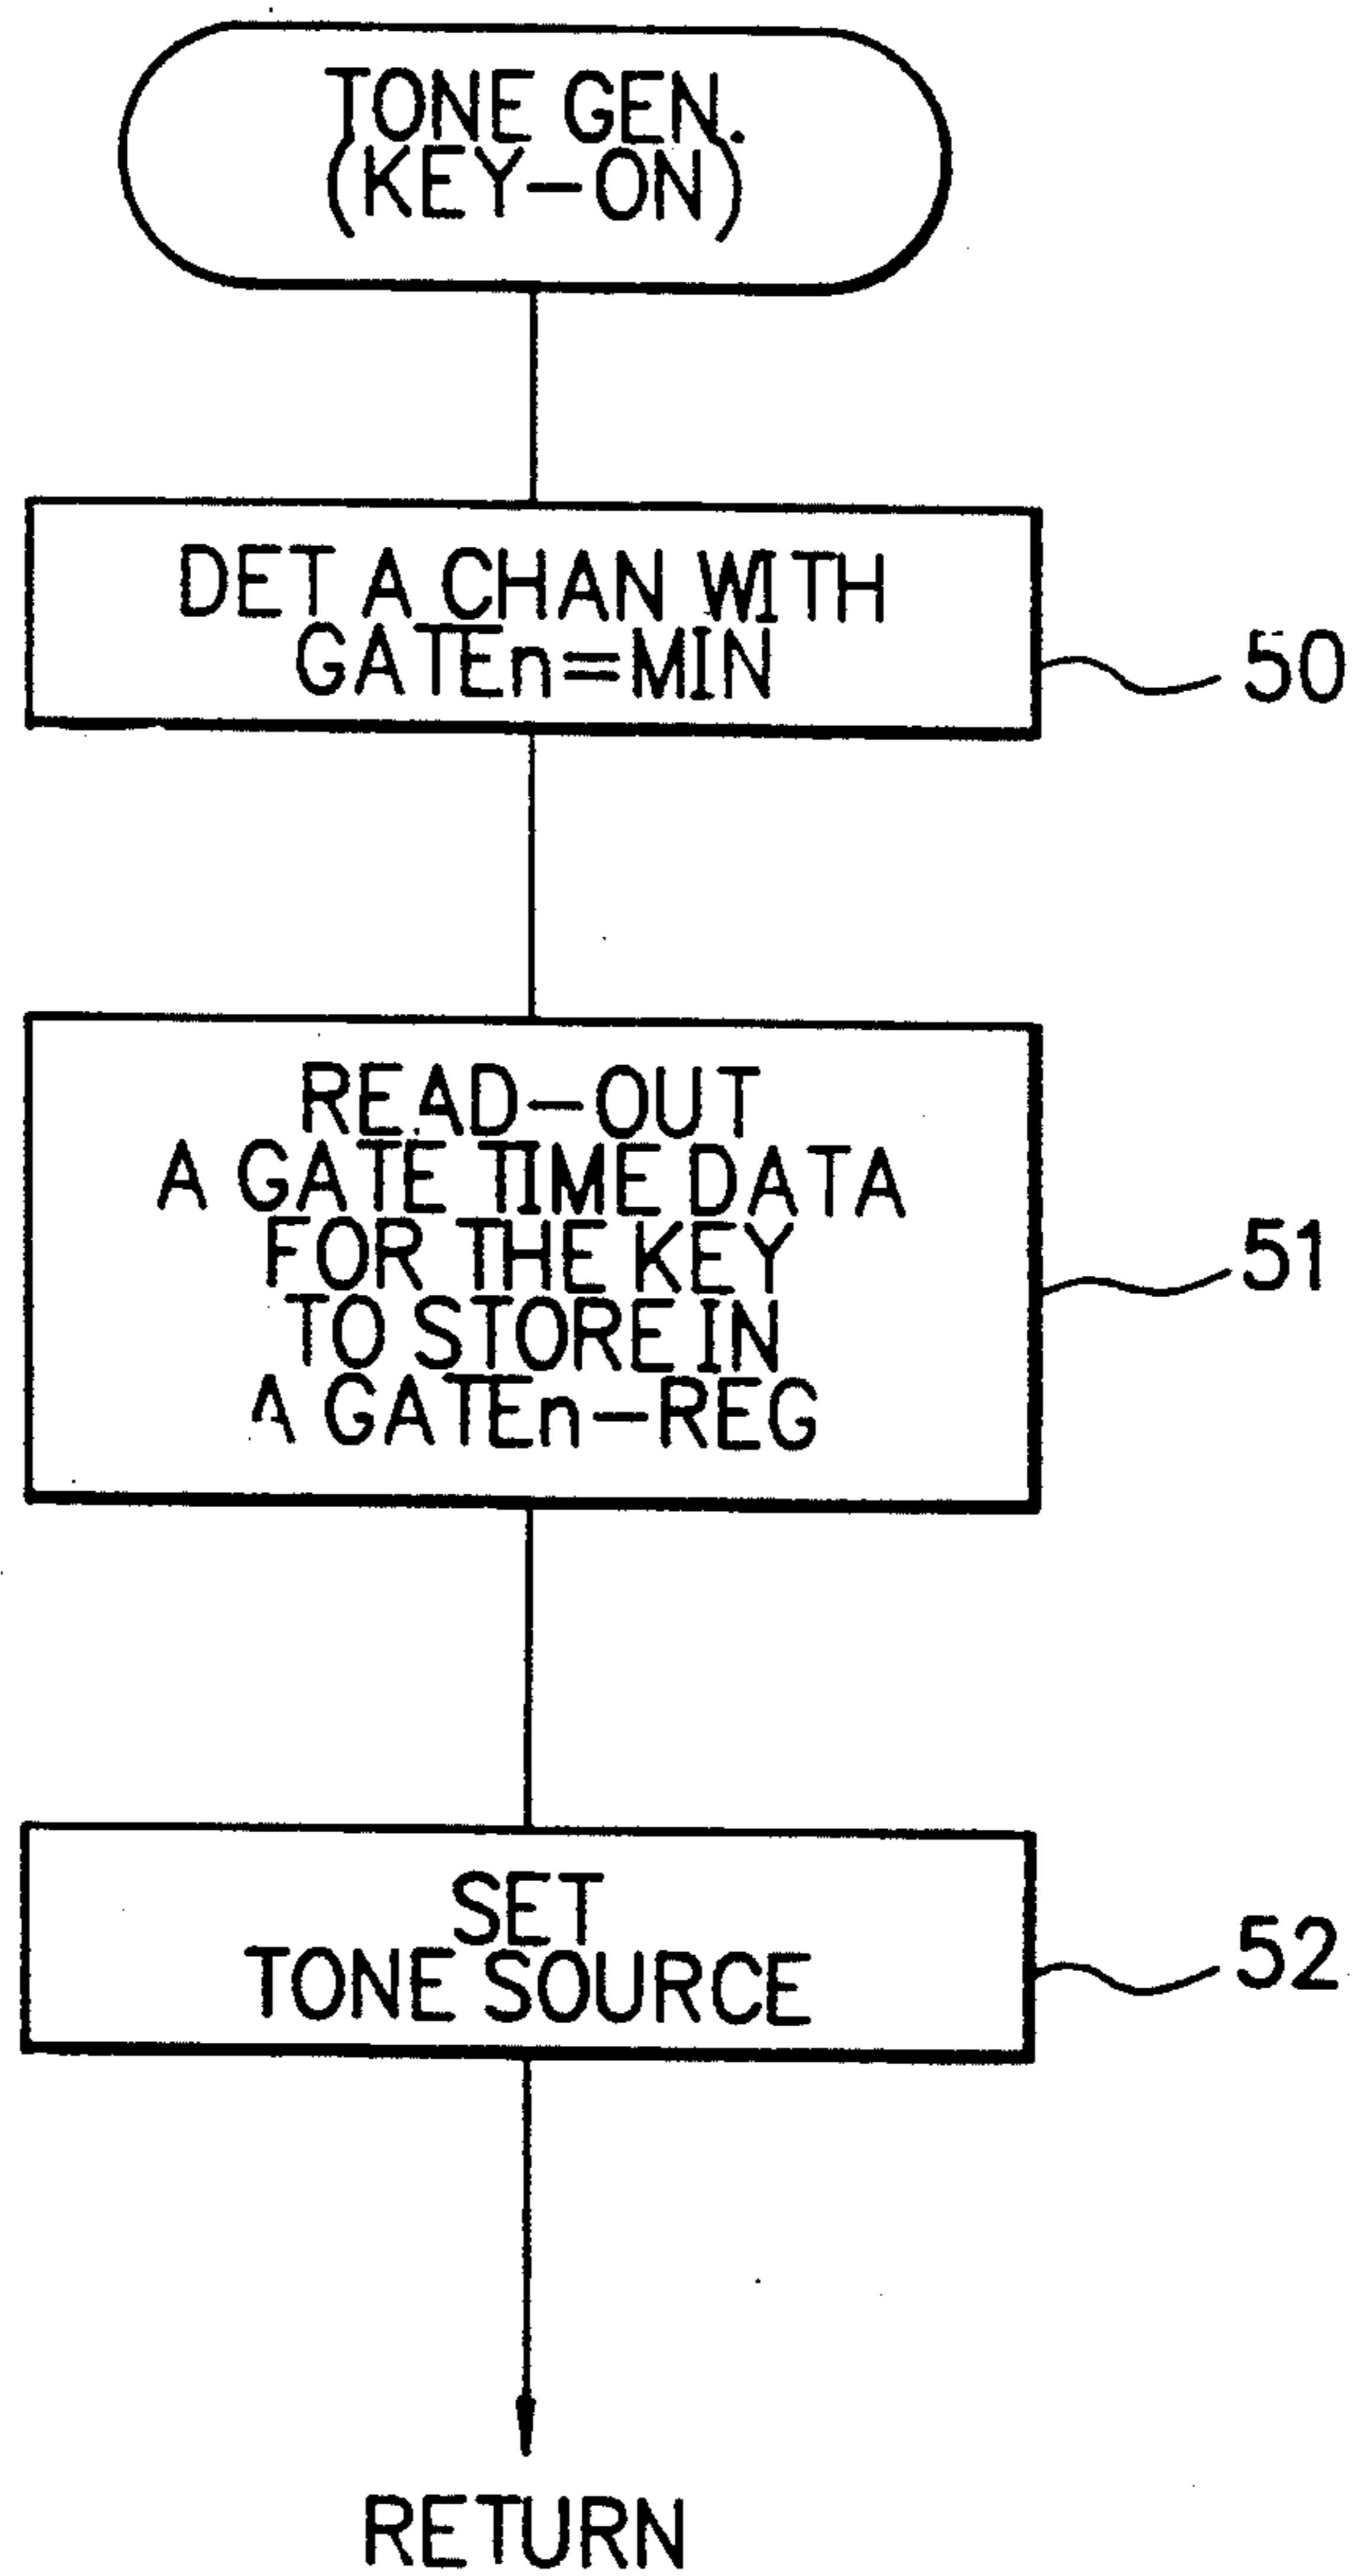 TONE GEN.
(KEY-ON)
DET A CHAN WITH
GATEn=MIN
50
READ-OUT
A GATE TIME DATA
FOR THE KEY
TO STORE IN
A GATEn-REG
51
SET
TONE SOURCE
52
RETURN